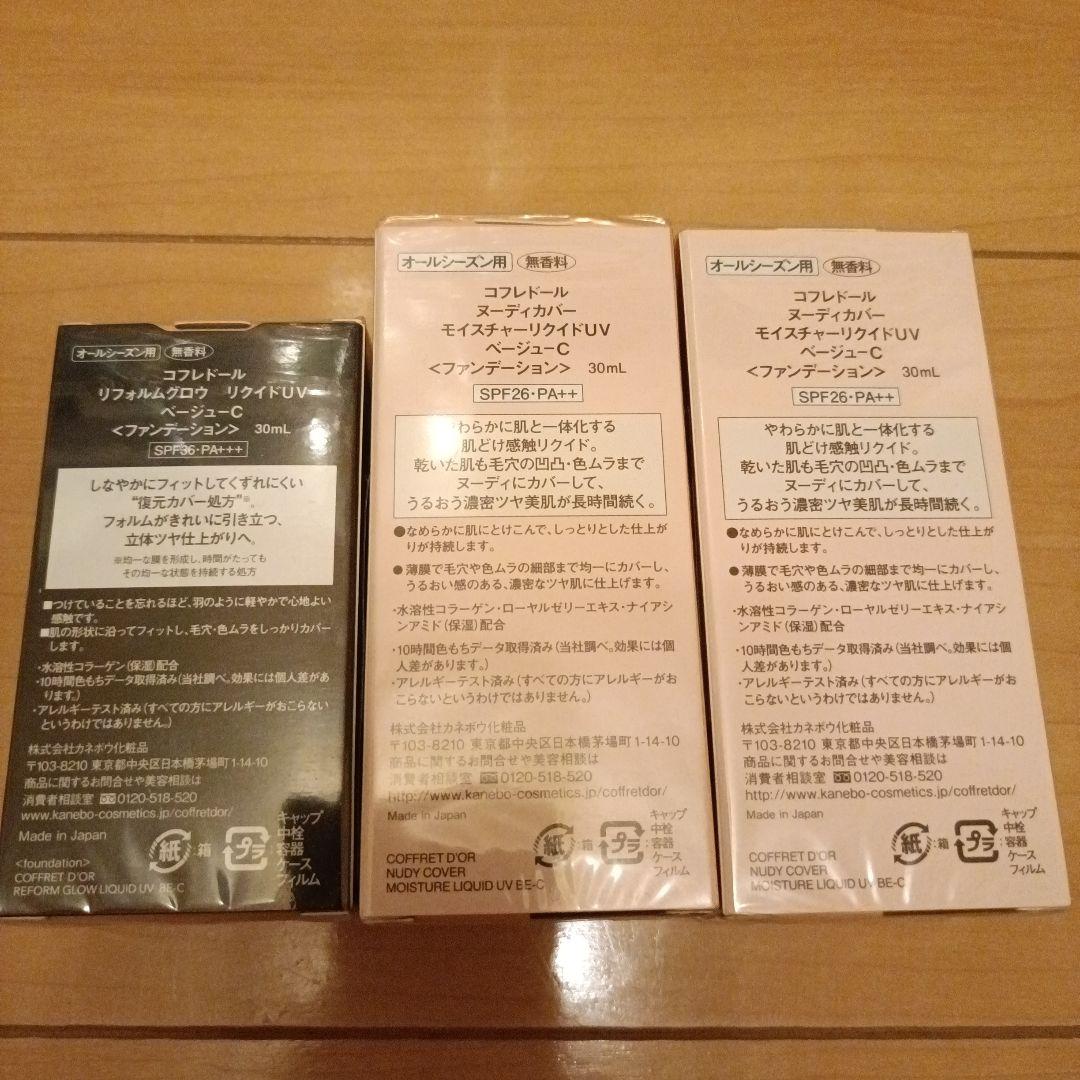 オールシーズン用 無香料
コフレドール
リフォルムグロウ リクイドUV
ベージュ−C
<ファンデーション> 30mL
SPF36・PA+++
しなやかにフィットしてくずれにくい
“復元カバー処方”※。
フォルムがきれいに引き立つ、
立体ツヤ仕上がりへ。
※均一な膜を形成し、時間がたっても
その均一な状態を持続する処方
■つけていることを忘れるほど、羽のように軽やかで心地よい
感触です。
■肌の形状に沿ってフィットし、毛穴・色ムラをしっかりカバー
します。
・水溶性コラーゲン(保湿)配合
・10時間色もちデータ取得済み(当社調べ。効果には個人差があ
ります。)
・アレルギーテスト済み(すべての方にアレルギーがおこらない
というわけではありません。)
株式会社カネボウ化粧品
〒103-8210 東京都中央区日本橋茅場町1-14-10
商品に関するお問合せや美容相談は
消費者相談室 0120-518-520
www.kanebo-cosmetics.jp/coffretdor/
Made in Japan
紙:箱 プラ:
キャップ
中栓
容器
ケース
フィルム
<foundation>
COFFRET D'OR
REFORM GLOW LIQUID UV BE-C
オールシーズン用 無香料
コフレドール
ヌーディカバー
モイスチャーリクイドUV
ベージュ−C
<ファンデーション> 30mL
SPF26・PA++
やわらかに肌と一体化する
肌どけ感触リクイド。
乾いた肌も毛穴の凹凸・色ムラまで
ヌーディにカバーして、
うるおう濃密ツヤ美肌が長時間続く。
●なめらかに肌にとけこんで、しっとりとした仕上が
りが持続します。
●薄膜で毛穴や色ムラの細部まで均一にカバーし、
うるおい感のある、濃密なツヤ肌に仕上げます。
・水溶性コラーゲン・ローヤルゼリーエキス・ナイアシ
ンアミド(保湿)配合
・10時間色もちデータ取得済み(当社調べ。効果には個
人差があります。)
・アレルギーテスト済み(すべての方にアレルギーがお
こらないというわけではありません。)
株式会社カネボウ化粧品
〒103-8210 東京都中央区日本橋茅場町1-14-10
商品に関するお問合せや美容相談は
消費者相談室 0120-518-520
http://www.kanebo-cosmetics.jp/coffretdor/
Made in Japan
紙:箱 プラ:
キャップ
中栓
容器
ケース
フィルム
COFFRET D'OR
NUDY COVER
MOISTURE LIQUID UV BE-C
オールシーズン用 無香料
コフレドール
ヌーディカバー
モイスチャーリクイドUV
ベージュ−C
<ファンデーション> 30mL
SPF26・PA++
やわらかに肌と一体化する
肌どけ感触リクイド。
乾いた肌も毛穴の凹凸・色ムラまで
ヌーディにカバーして、
うるおう濃密ツヤ美肌が長時間続く。
●なめらかに肌にとけこんで、しっとりとした仕上が
りが持続します。
●薄膜で毛穴や色ムラの細部まで均一にカバーし、
うるおい感のある、濃密なツヤ肌に仕上げます。
・水溶性コラーゲン・ローヤルゼリーエキス・ナイアシ
ンアミド(保湿)配合
・10時間色もちデータ取得済み(当社調べ。効果には個
人差があります。)
・アレルギーテスト済み(すべての方にアレルギーがお
こらないというわけではありません。)
株式会社カネボウ化粧品
〒103-8210 東京都中央区日本橋茅場町1-14-10
商品に関するお問合せや美容相談は
消費者相談室 0120-518-520
http://www.kanebo-cosmetics.jp/coffretdor/
Made in Japan
紙:箱 プラ:
キャップ
中栓
容器
ケース
フィルム
COFFRET D'OR
NUDY COVER
MOISTURE LIQUID UV BE-C